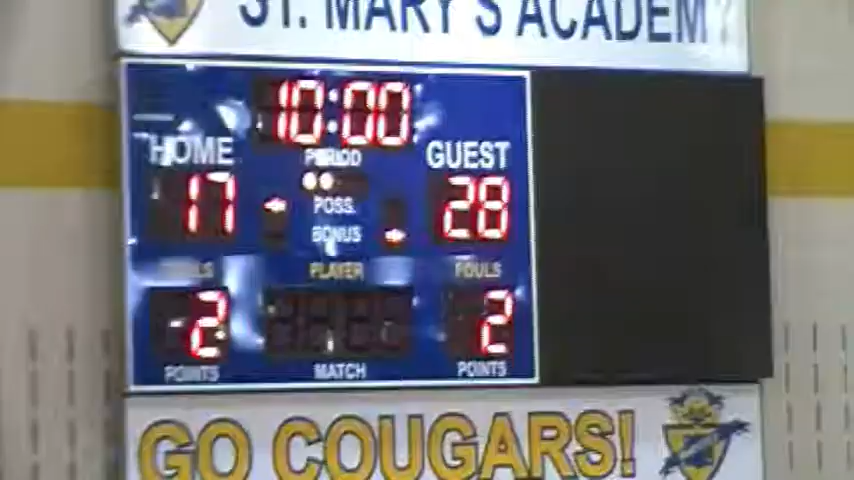 ST. MARY'S ACADEMY
10:00
HOME PERIOD GUEST
17 POSS. 28
BONUS
FOULS PLAYER FOULS
2 2
POINTS MATCH POINTS
GO COUGARS!